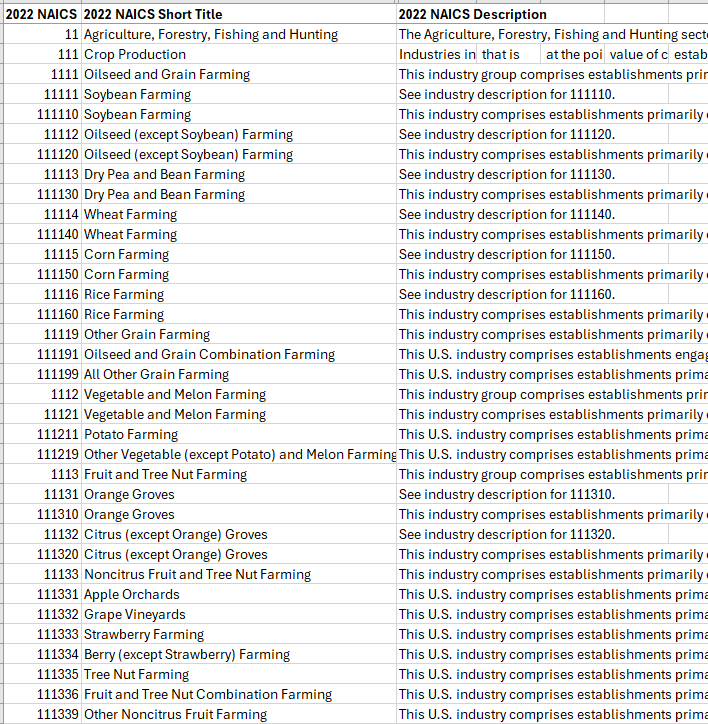 2022 NAICS 2022 NAICS Short Title 2022 NAICS Description
11 Agriculture, Forestry, Fishing and Hunting The Agriculture, Forestry, Fishing and Hunting sect
111 Crop Production Industries in that is at the poi value of c estab
1111 Oilseed and Grain Farming This industry group comprises establishments prir
11111 Soybean Farming See industry description for 111110.
111110 Soybean Farming This industry comprises establishments primarily
11112 Oilseed (except Soybean) Farming See industry description for 111120.
111120 Oilseed (except Soybean) Farming This industry comprises establishments primarily
11113 Dry Pea and Bean Farming See industry description for 111130.
111130 Dry Pea and Bean Farming This industry comprises establishments primarily
11114 Wheat Farming See industry description for 111140.
111140 Wheat Farming This industry comprises establishments primarily
11115 Corn Farming See industry description for 111150.
111150 Corn Farming This industry comprises establishments primarily
11116 Rice Farming See industry description for 111160.
111160 Rice Farming This industry comprises establishments primarily
11119 Other Grain Farming This industry comprises establishments primarily
111191 Oilseed and Grain Combination Farming This U.S. industry comprises establishments engag
111199 All Other Grain Farming This U.S. industry comprises establishments prima
1112 Vegetable and Melon Farming This industry group comprises establishments prir
11121 Vegetable and Melon Farming This industry comprises establishments primarily
111211 Potato Farming This U.S. industry comprises establishments prima
111219 Other Vegetable (except Potato) and Melon Farming This U.S. industry comprises establishments prima
1113 Fruit and Tree Nut Farming This industry group comprises establishments prir
11131 Orange Groves See industry description for 111310.
111310 Orange Groves This industry comprises establishments primarily
11132 Citrus (except Orange) Groves See industry description for 111320.
111320 Citrus (except Orange) Groves This industry comprises establishments primarily
11133 Noncitrus Fruit and Tree Nut Farming This industry comprises establishments primarily
111331 Apple Orchards This U.S. industry comprises establishments prima
111332 Grape Vineyards This U.S. industry comprises establishments prima
111333 Strawberry Farming This U.S. industry comprises establishments prima
111334 Berry (except Strawberry) Farming This U.S. industry comprises establishments prima
111335 Tree Nut Farming This U.S. industry comprises establishments prima
111336 Fruit and Tree Nut Combination Farming This U.S. industry comprises establishments prima
111339 Other Noncitrus Fruit Farming This U.S. industry comprises establishments prima